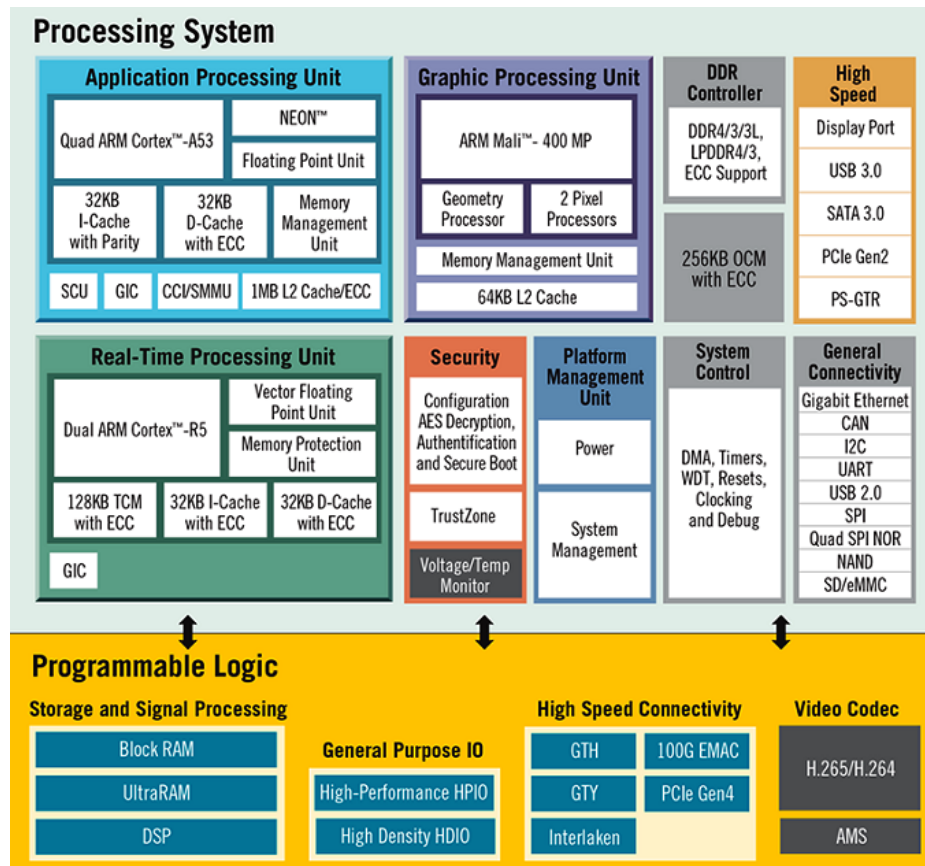 Processing System
Application Processing Unit
Quad ARM Cortex™-A53
NEON™
Floating Point Unit
32KB
I-Cache
with Parity
32KB
D-Cache
with ECC
Memory
Management
Unit
SCU
GIC
CCI/SMMU
1MB L2 Cache/ECC
Graphic Processing Unit
ARM Mali™- 400 MP
Geometry
Processor
2 Pixel
Processors
Memory Management Unit
64KB L2 Cache
DDR
Controller
DDR4/3/3L,
LPDDR4/3,
ECC Support
256KB OCM
with ECC
High
Speed
Display Port
USB 3.0
SATA 3.0
PCIe Gen2
PS-GTR
Real-Time Processing Unit
Dual ARM Cortex™-R5
Vector Floating
Point Unit
Memory Protection
Unit
128KB TCM
with ECC
32KB I-Cache
with ECC
32KB D-Cache
with ECC
GIC
Security
Configuration
AES Decryption,
Authentification
and Secure Boot
TrustZone
Voltage/Temp
Monitor
Platform
Management
Unit
Power
System
Management
System
Control
DMA, Timers,
WDT, Resets,
Clocking
and Debug
General
Connectivity
Gigabit Ethernet
CAN
I2C
UART
USB 2.0
SPI
Quad SPI NOR
NAND
SD/eMMC
Programmable Logic
Storage and Signal Processing
Block RAM
UltraRAM
DSP
General Purpose IO
High-Performance HPIO
High Density HDIO
High Speed Connectivity
GTH
100G EMAC
GTY
PCIe Gen4
Interlaken
Video Codec
H.265/H.264
AMS